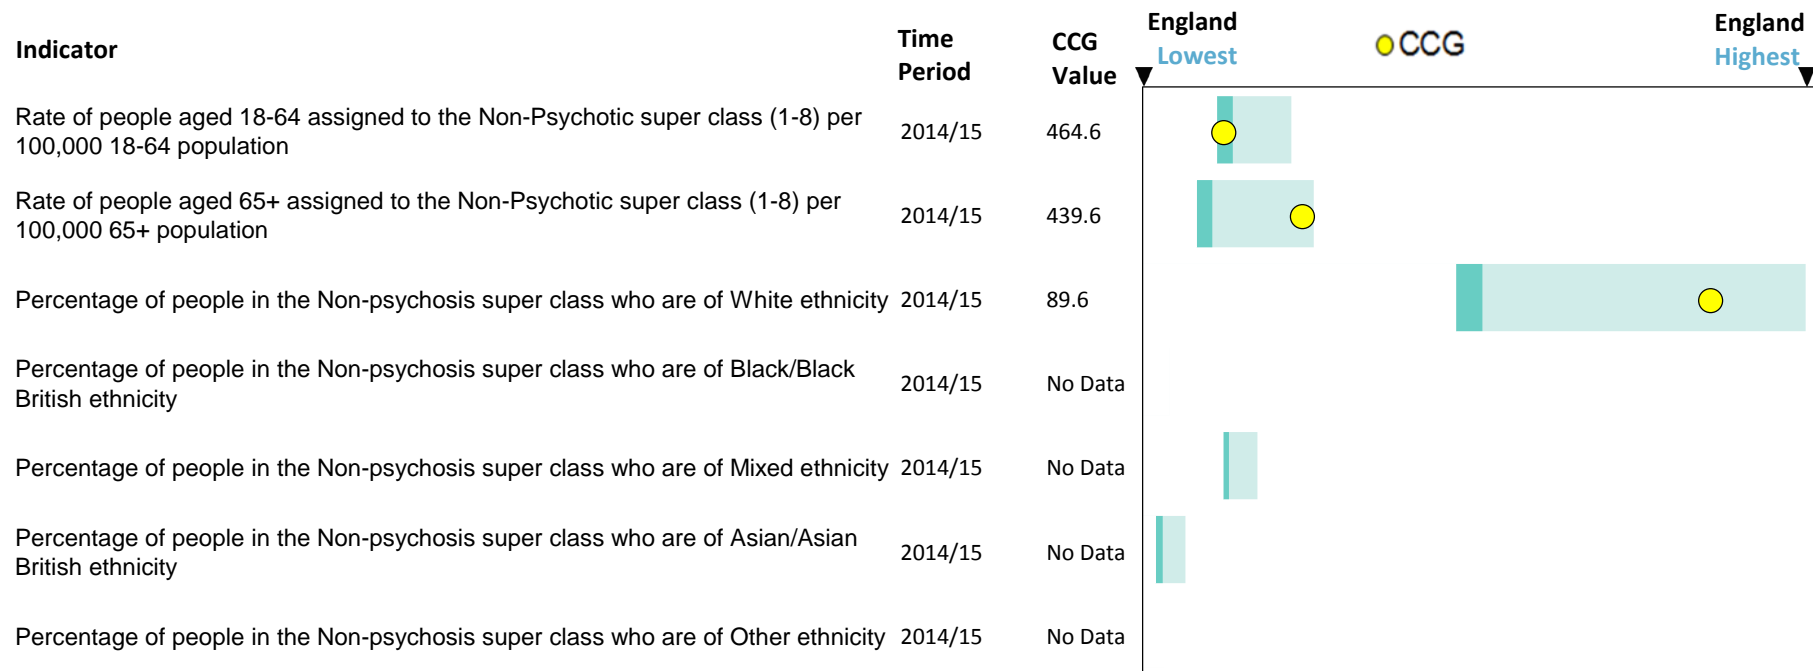 Indicator
Time Period
CCG Value
England Lowest
CCG
England Highest
Rate of people aged 18-64 assigned to the Non-Psychotic super class (1-8) per
100,000 18-64 population
2014/15
464.6
Rate of people aged 65+ assigned to the Non-Psychotic super class (1-8) per
100,000 65+ population
2014/15
439.6
Percentage of people in the Non-psychosis super class who are of White ethnicity
2014/15
89.6
Percentage of people in the Non-psychosis super class who are of Black/Black
British ethnicity
2014/15
No Data
Percentage of people in the Non-psychosis super class who are of Mixed ethnicity
2014/15
No Data
Percentage of people in the Non-psychosis super class who are of Asian/Asian
British ethnicity
2014/15
No Data
Percentage of people in the Non-psychosis super class who are of Other ethnicity
2014/15
No Data